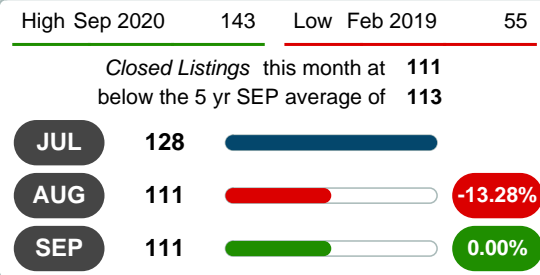 High Sep 2020 143 Low Feb 2019 55
Closed Listings this month at 111
below the 5 yr SEP average of 113
JUL 128
AUG 111 -13.28%
SEP 111 0.00%